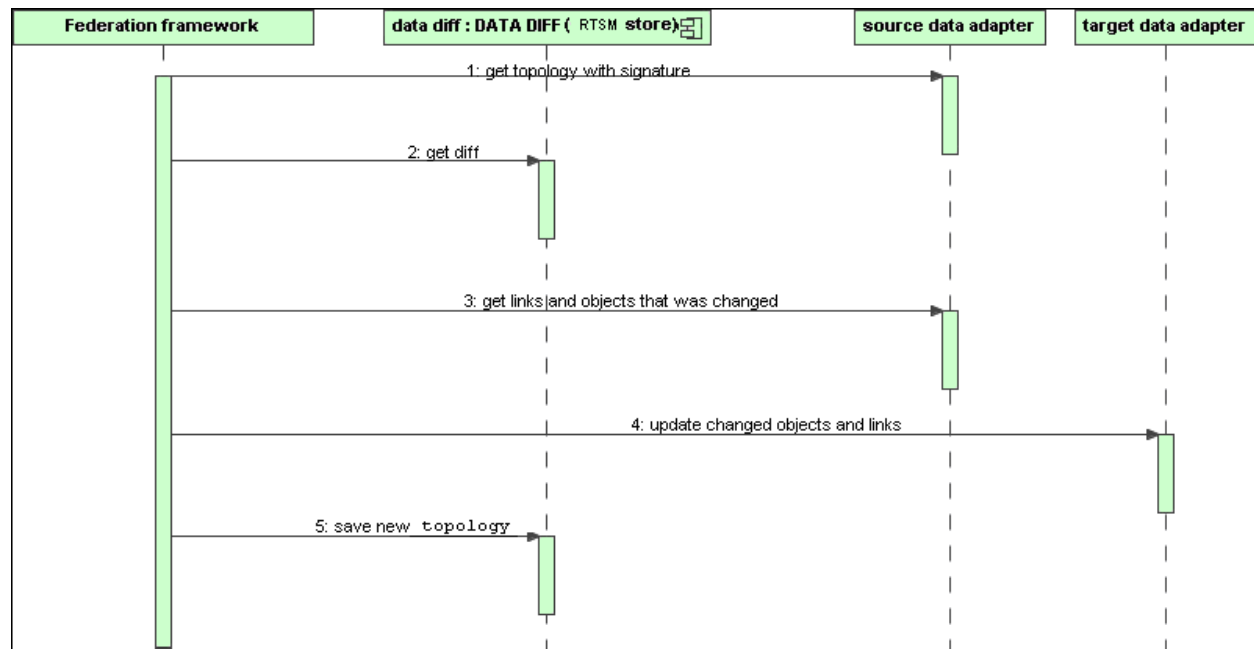 Federation framework
data diff : DATA DIFF ( RTSM store)
source data adapter
target data adapter
1: get topology with signature
2: get diff
3: get links and objects that was changed
4: update changed objects and links
5: save new topology